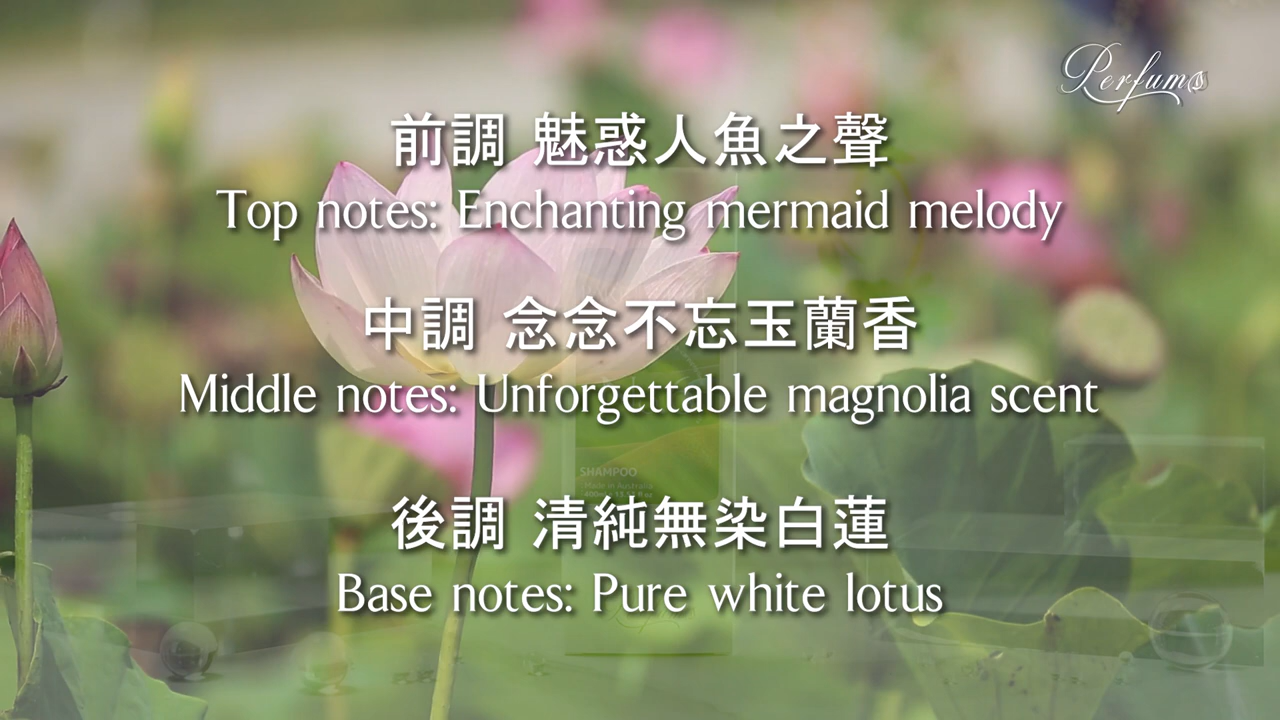 Perfume
前調 魅惑人魚之聲
Top notes: Enchanting mermaid melody
中調 念念不忘玉蘭香
Middle notes: Unforgettable magnolia scent
SHAMPOO
Made in Australia
後調 清純無染白蓮
Base notes: Pure white lotus